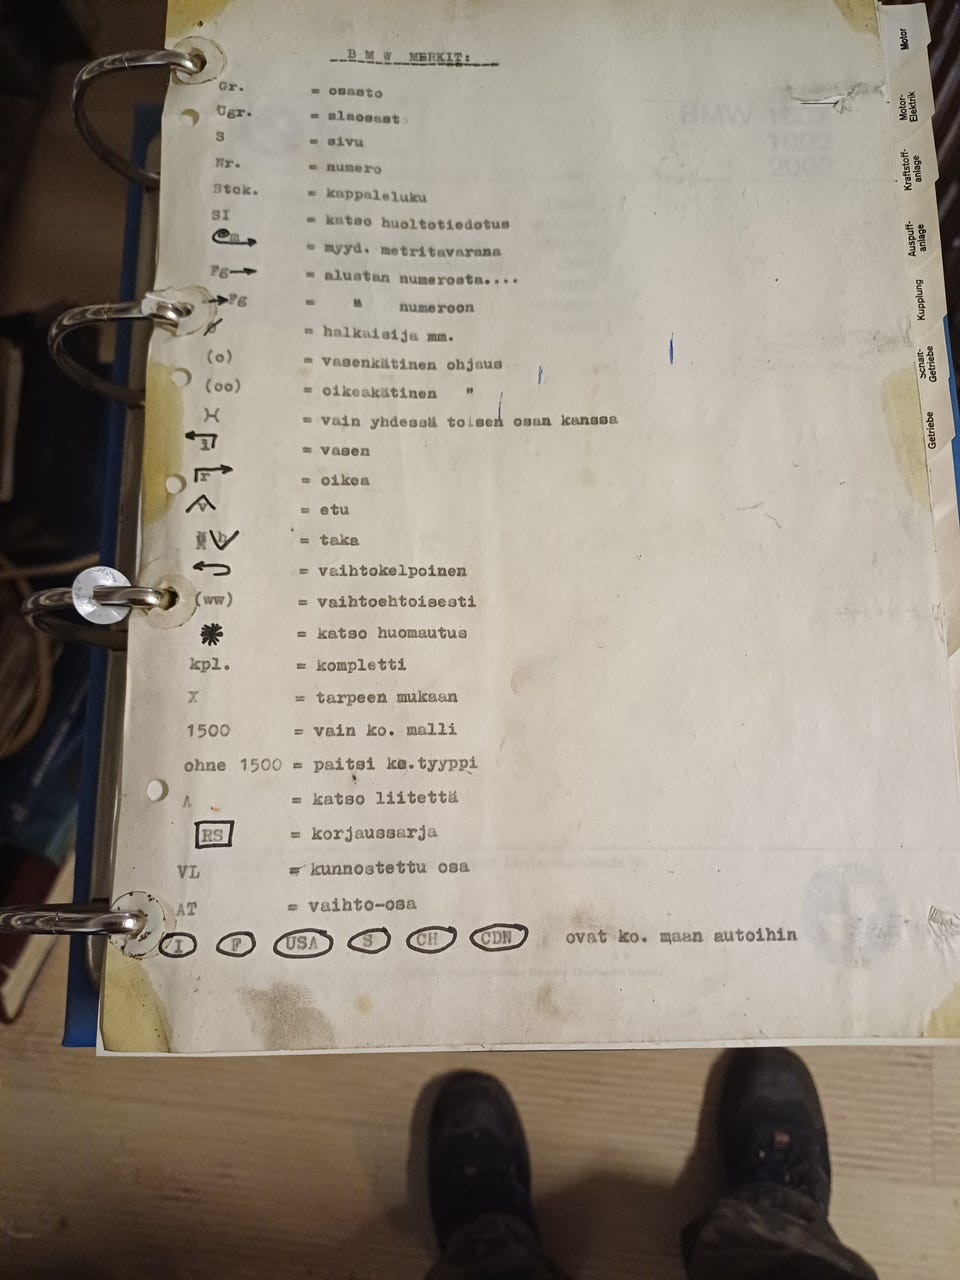 B M W MERKIT:
Gr. = osasto
Ugr. = alaosasto
S = sivu
Nr. = numero
Stck. = kappaleluku
SI = katso huoltotiedotus
m = myyd. metritavarana
Fg→ = alustan numerosta....
→Fg = " numeroon
ø = halkaisija mm.
(o) = vasenkätinen ohjaus
(oo) = oikeakätinen "
= vain yhdessä toisen osan kanssa
l = vasen
r = oikea
v = etu
h = taka
= vaihtokelpoinen
(ww) = vaihtoehtoisesti
* = katso huomautus
kpl. = kompletti
X = tarpeen mukaan
1500 = vain ko. malli
ohne 1500 = paitsi ko.tyyppi
A = katso liitettä
RS = korjaussarja
VL = kunnostettu osa
AT = vaihto-osa
I F USA S CH CDN ovat ko. maan autoihin
Motor
Motor-
Elektrik
Kraftstoff-
anlage
Auspuff-
anlage
Kupplung
Schalt-
Getriebe
Getriebe
BMW
1802